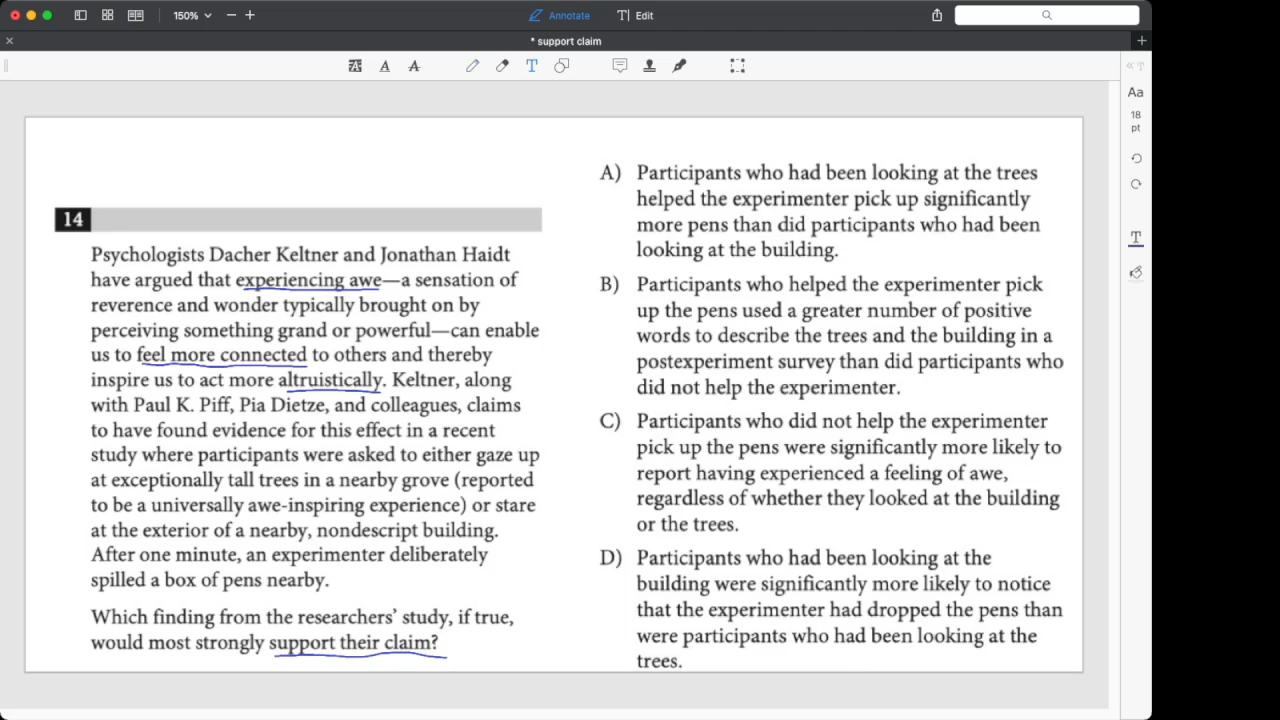 150%
Annotate
T| Edit
* support claim
Aa
18
pt
14
Psychologists Dacher Keltner and Jonathan Haidt
have argued that experiencing awe—a sensation of
reverence and wonder typically brought on by
perceiving something grand or powerful—can enable
us to feel more connected to others and thereby
inspire us to act more altruistically. Keltner, along
with Paul K. Piff, Pia Dietze, and colleagues, claims
to have found evidence for this effect in a recent
study where participants were asked to either gaze up
at exceptionally tall trees in a nearby grove (reported
to be a universally awe-inspiring experience) or stare
at the exterior of a nearby, nondescript building.
After one minute, an experimenter deliberately
spilled a box of pens nearby.
Which finding from the researchers' study, if true,
would most strongly support their claim?
A) Participants who had been looking at the trees
helped the experimenter pick up significantly
more pens than did participants who had been
looking at the building.
B) Participants who helped the experimenter pick
up the pens used a greater number of positive
words to describe the trees and the building in a
postexperiment survey than did participants who
did not help the experimenter.
C) Participants who did not help the experimenter
pick up the pens were significantly more likely to
report having experienced a feeling of awe,
regardless of whether they looked at the building
or the trees.
D) Participants who had been looking at the
building were significantly more likely to notice
that the experimenter had dropped the pens than
were participants who had been looking at the
trees.